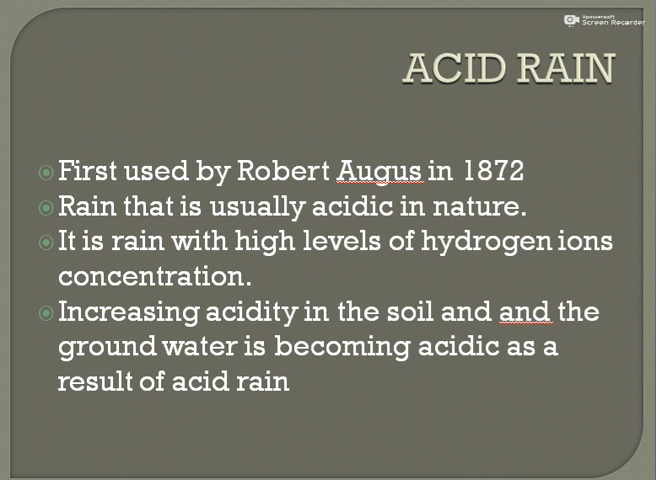 Apowersoft
Screen Recorder
ACID RAIN
First used by Robert Augus in 1872
Rain that is usually acidic in nature.
It is rain with high levels of hydrogen ions
concentration.
Increasing acidity in the soil and and the
ground water is becoming acidic as a
result of acid rain